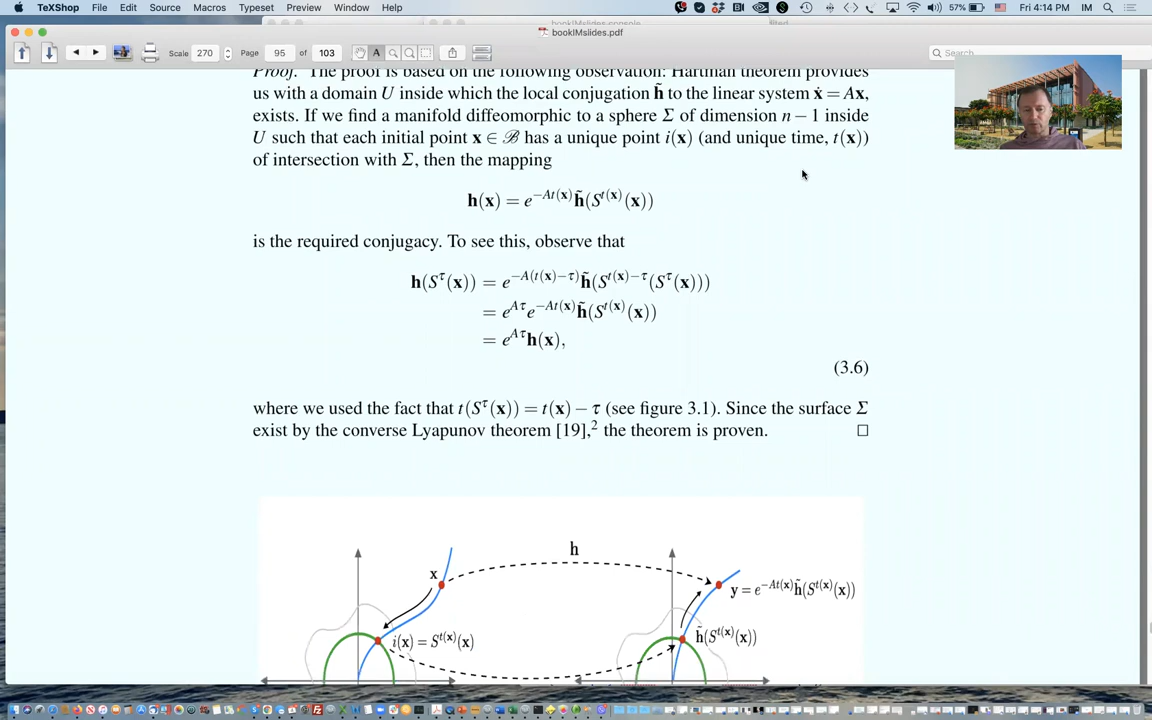 TeXShop File Edit Source Macros Typeset Preview Window Help 57% Fri 4:14 PM IM
bookIMslides.pdf
Scale 270 Page 95 of 103 Search
Proof. The proof is based on the following observation: Hartman theorem provides
us with a domain U inside which the local conjugation h̃ to the linear system ẋ = Ax,
exists. If we find a manifold diffeomorphic to a sphere Σ of dimension n − 1 inside
U such that each initial point x ∈ ℬ has a unique point i(x) (and unique time, t(x))
of intersection with Σ, then the mapping
h(x) = e^{−At(x)}h̃(S^{t(x)}(x))
is the required conjugacy. To see this, observe that
h(S^τ(x)) = e^{−A(t(x)−τ)}h̃(S^{t(x)−τ}(S^τ(x)))
= e^{Aτ}e^{−At(x)}h̃(S^{t(x)}(x))
= e^{Aτ}h(x),
(3.6)
where we used the fact that t(S^τ(x)) = t(x) − τ (see figure 3.1). Since the surface Σ
exist by the converse Lyapunov theorem [19],² the theorem is proven. □
h
x
y = e^{−At(x)}h̃(S^{t(x)}(x))
i(x) = S^{t(x)}(x)
h̃(S^{t(x)}(x))